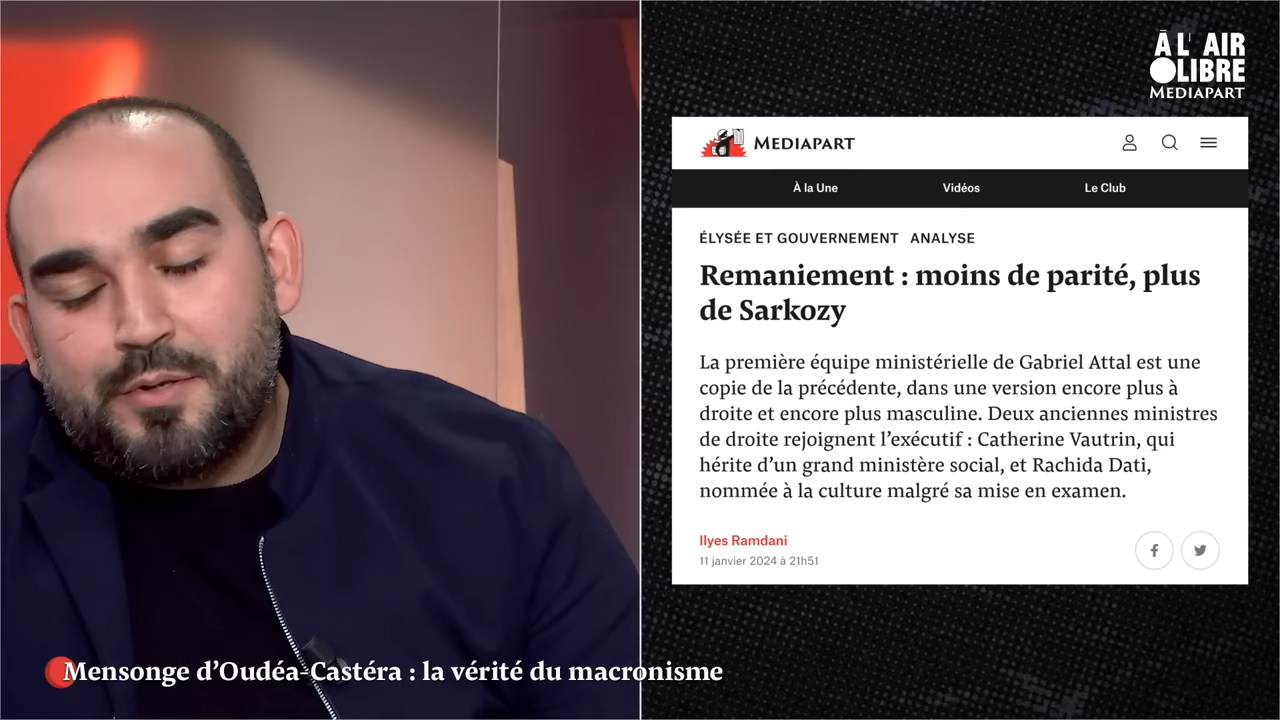 À L' AIR
LIBRE
MEDIAPART
MEDIAPART
À la Une Vidéos Le Club
ÉLYSÉE ET GOUVERNEMENT ANALYSE
Remaniement : moins de parité, plus
de Sarkozy
La première équipe ministérielle de Gabriel Attal est une
copie de la précédente, dans une version encore plus à
droite et encore plus masculine. Deux anciennes ministres
de droite rejoignent l’exécutif : Catherine Vautrin, qui
hérite d’un grand ministère social, et Rachida Dati,
nommée à la culture malgré sa mise en examen.
Ilyes Ramdani
11 janvier 2024 à 21h51
Mensonge d’Oudéa-Castéra : la vérité du macronisme